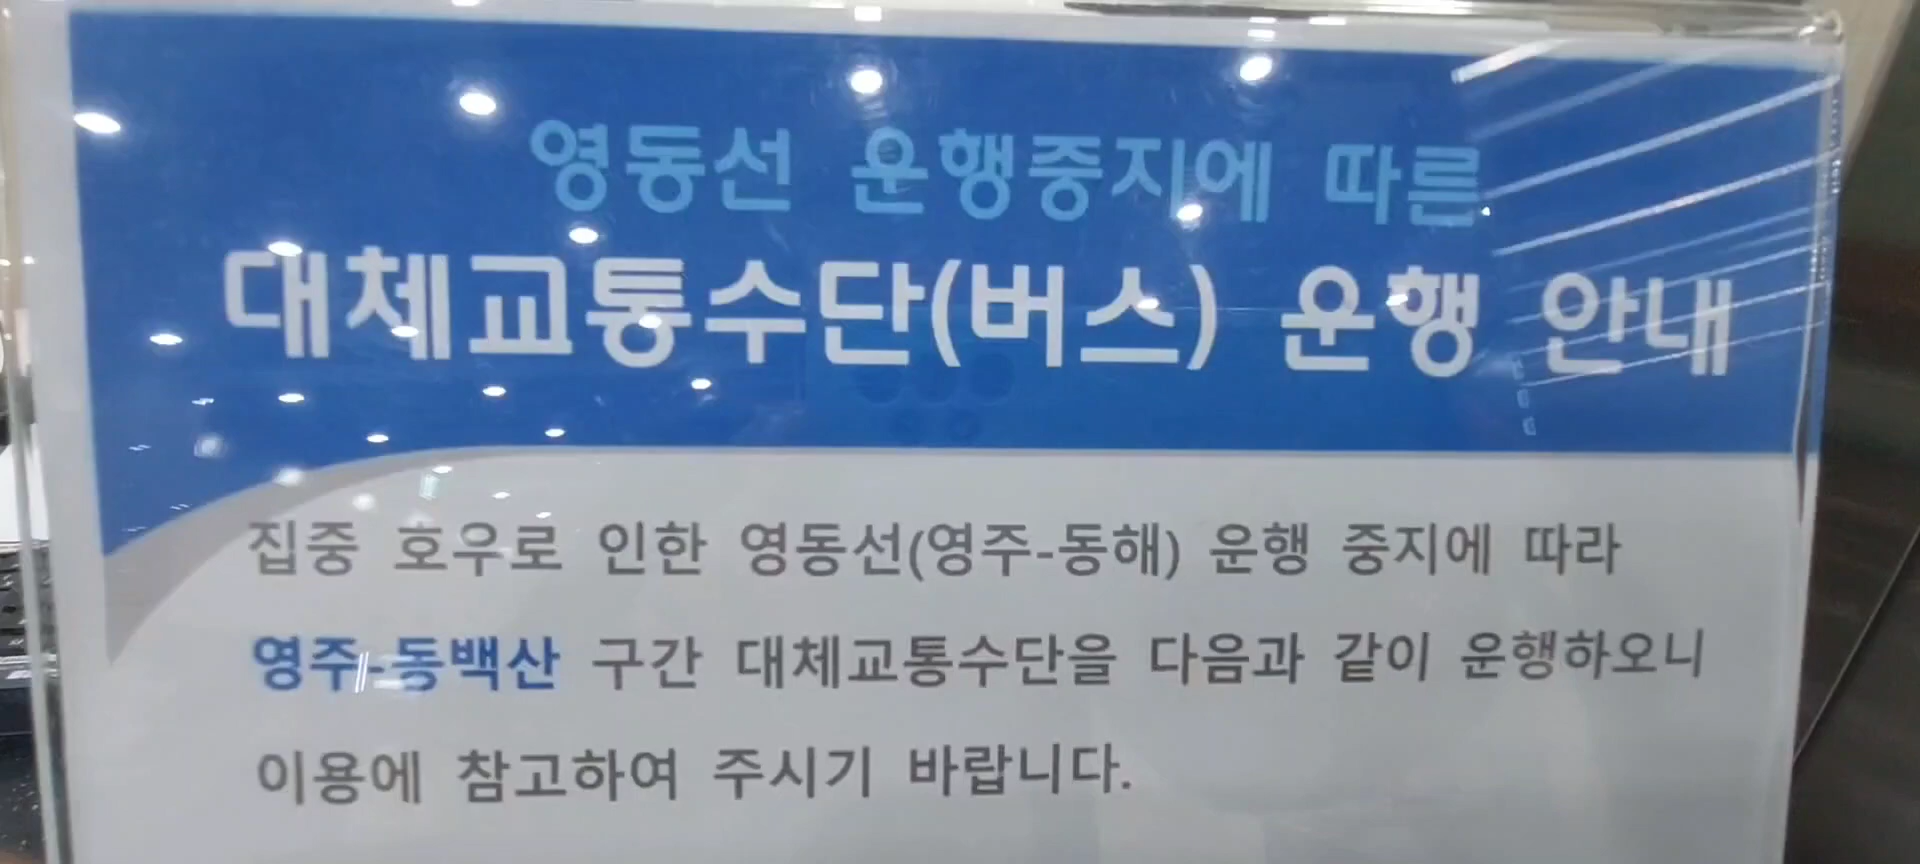 영동선 운행중지에 따른
대체교통수단(버스) 운행 안내
집중 호우로 인한 영동선(영주-동해) 운행 중지에 따라
영주-동백산 구간 대체교통수단을 다음과 같이 운행하오니
이용에 참고하여 주시기 바랍니다.